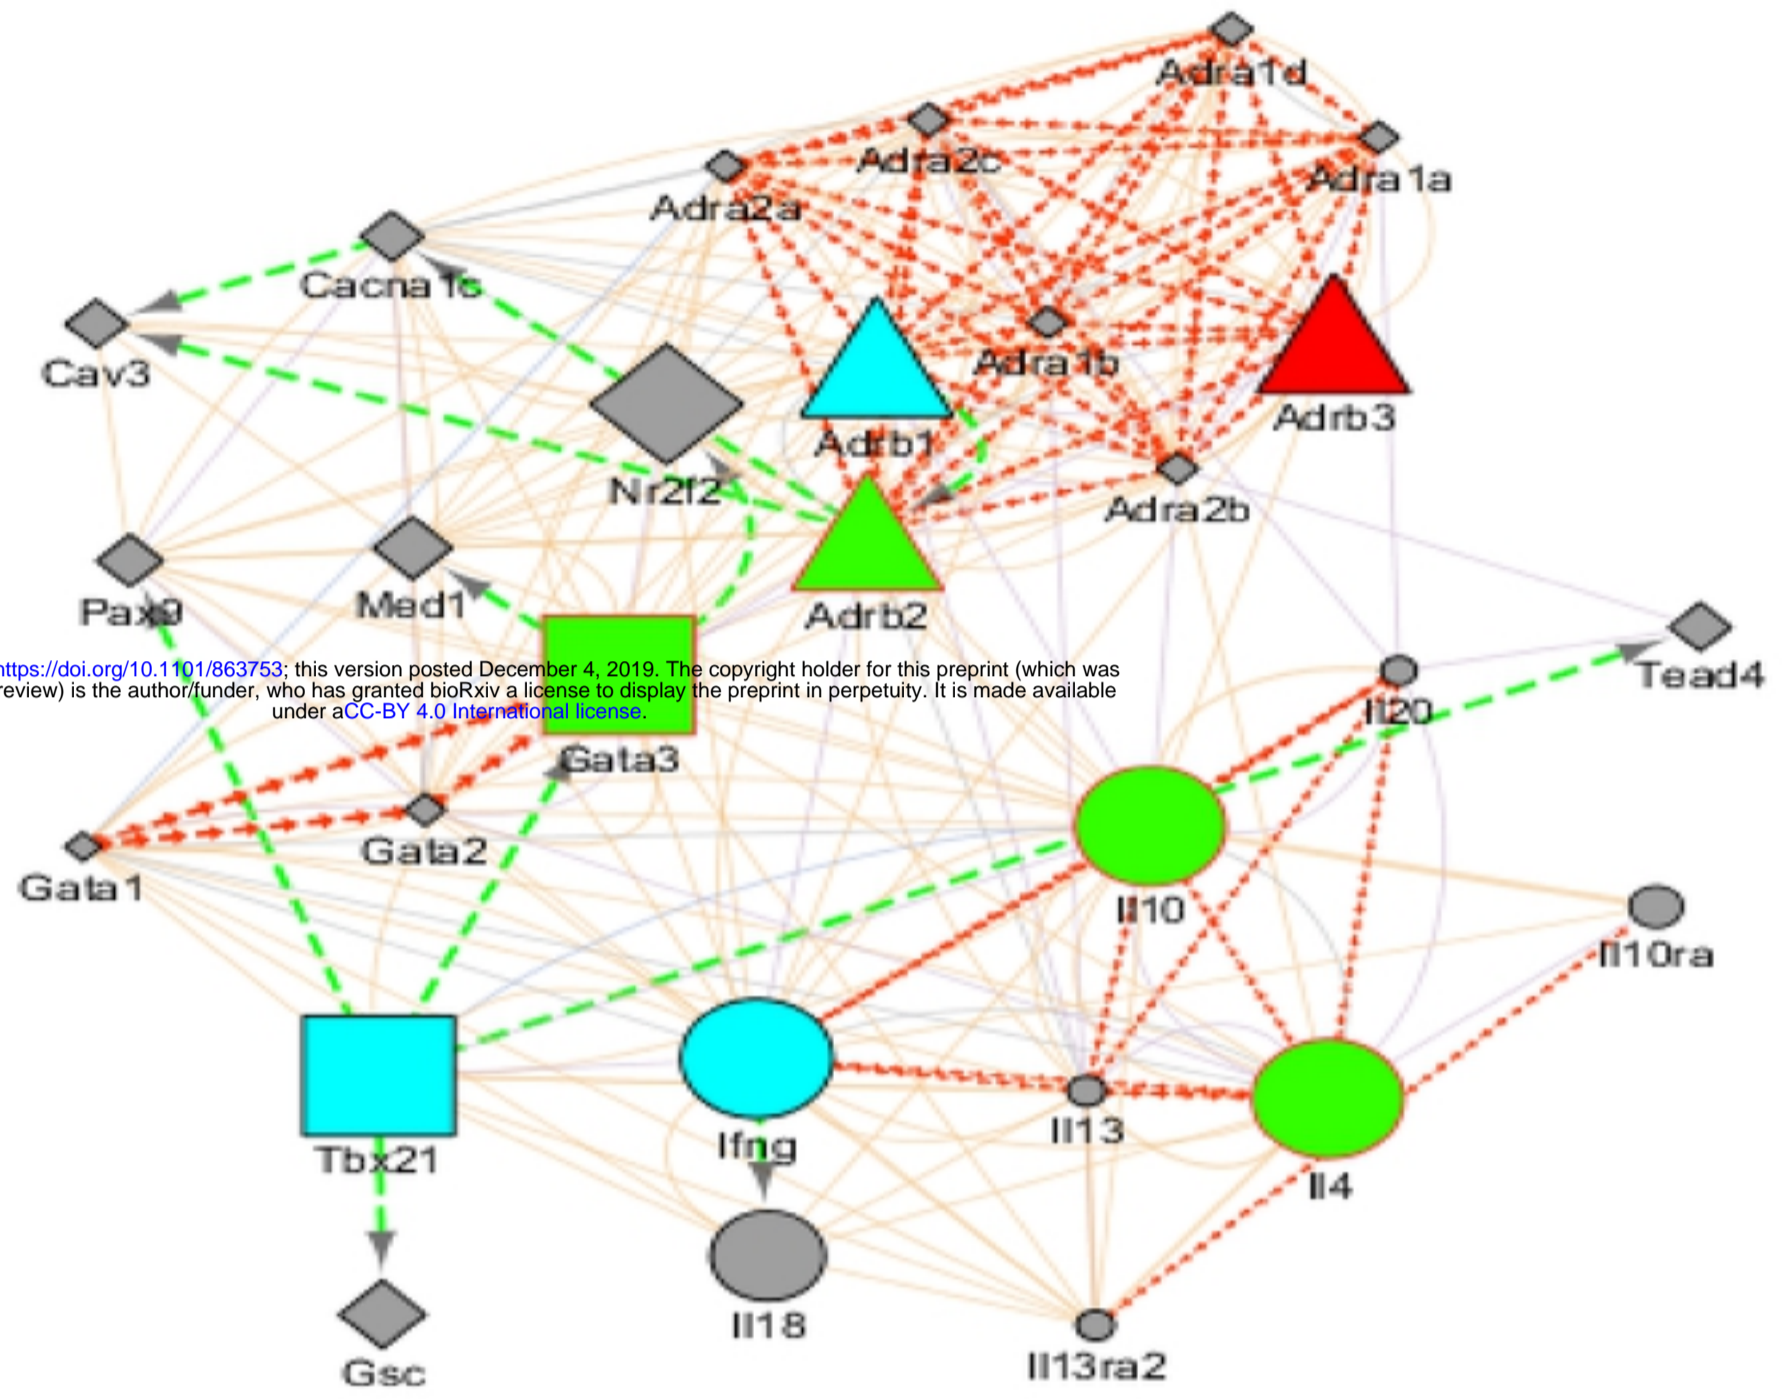 Adra1d
Adra2c
Adra1a
Adra2a
Cacna1c
Cav3
Adra1b
Adrb3
Adrb1
Nr2f2
Adra2b
Pax9
Med1
Adrb2
https://doi.org/10.1101/863753; this version posted December 4, 2019. The copyright holder for this preprint (which was
review) is the author/funder, who has granted bioRxiv a license to display the preprint in perpetuity. It is made available
under aCC-BY 4.0 International license.
Tead4
Il20
Gata3
Gata2
Gata1
Il10
Il10ra
Il13
Ifng
Tbx21
Il4
Il18
Il13ra2
Gsc